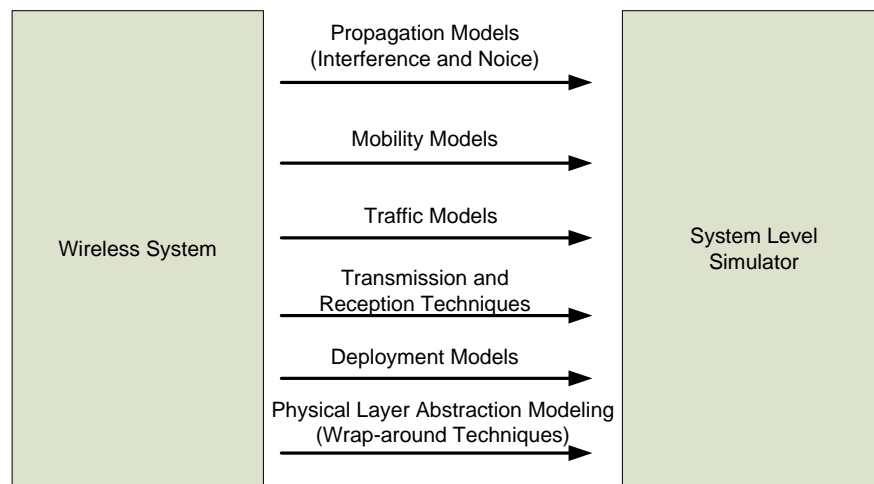 Propagation Models
(Interference and Noice)
Mobility Models
Traffic Models
Wireless System
System Level
Simulator
Transmission and
Reception Techniques
Deployment Models
Physical Layer Abstraction Modeling
(Wrap-around Techniques)